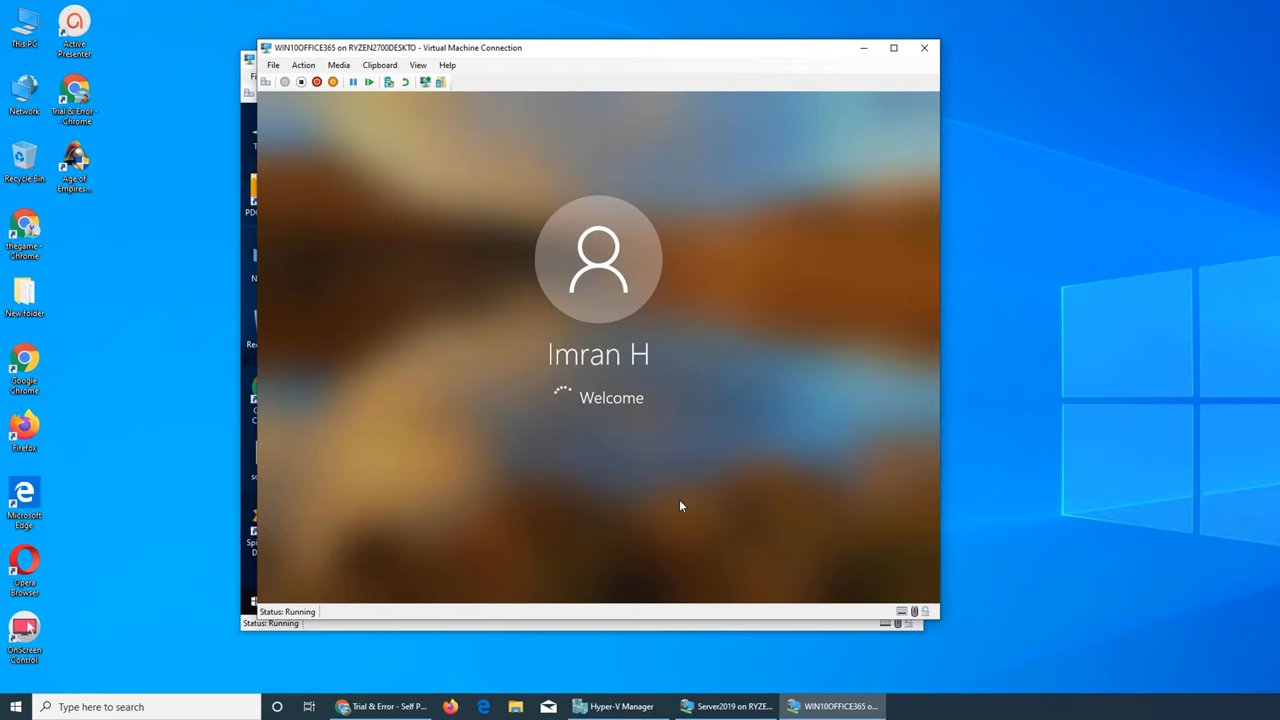 This PC
Active
Presenter
Network
Trial & Error -
- Chrome
Recycle Bin
Age of
Empires...
thegame -
Chrome
New folder
Google
Chrome
Firefox
Microsoft
Edge
Opera
Browser
OnScreen
Control
WIN10OFFICE365 on RYZEN2700DESKTO - Virtual Machine Connection
File Action Media Clipboard View Help
Imran H
Welcome
Status: Running
Status: Running
Type here to search
Trial & Error - Self P...
Hyper-V Manager
Server2019 on RYZE...
WIN10OFFICE365 o...